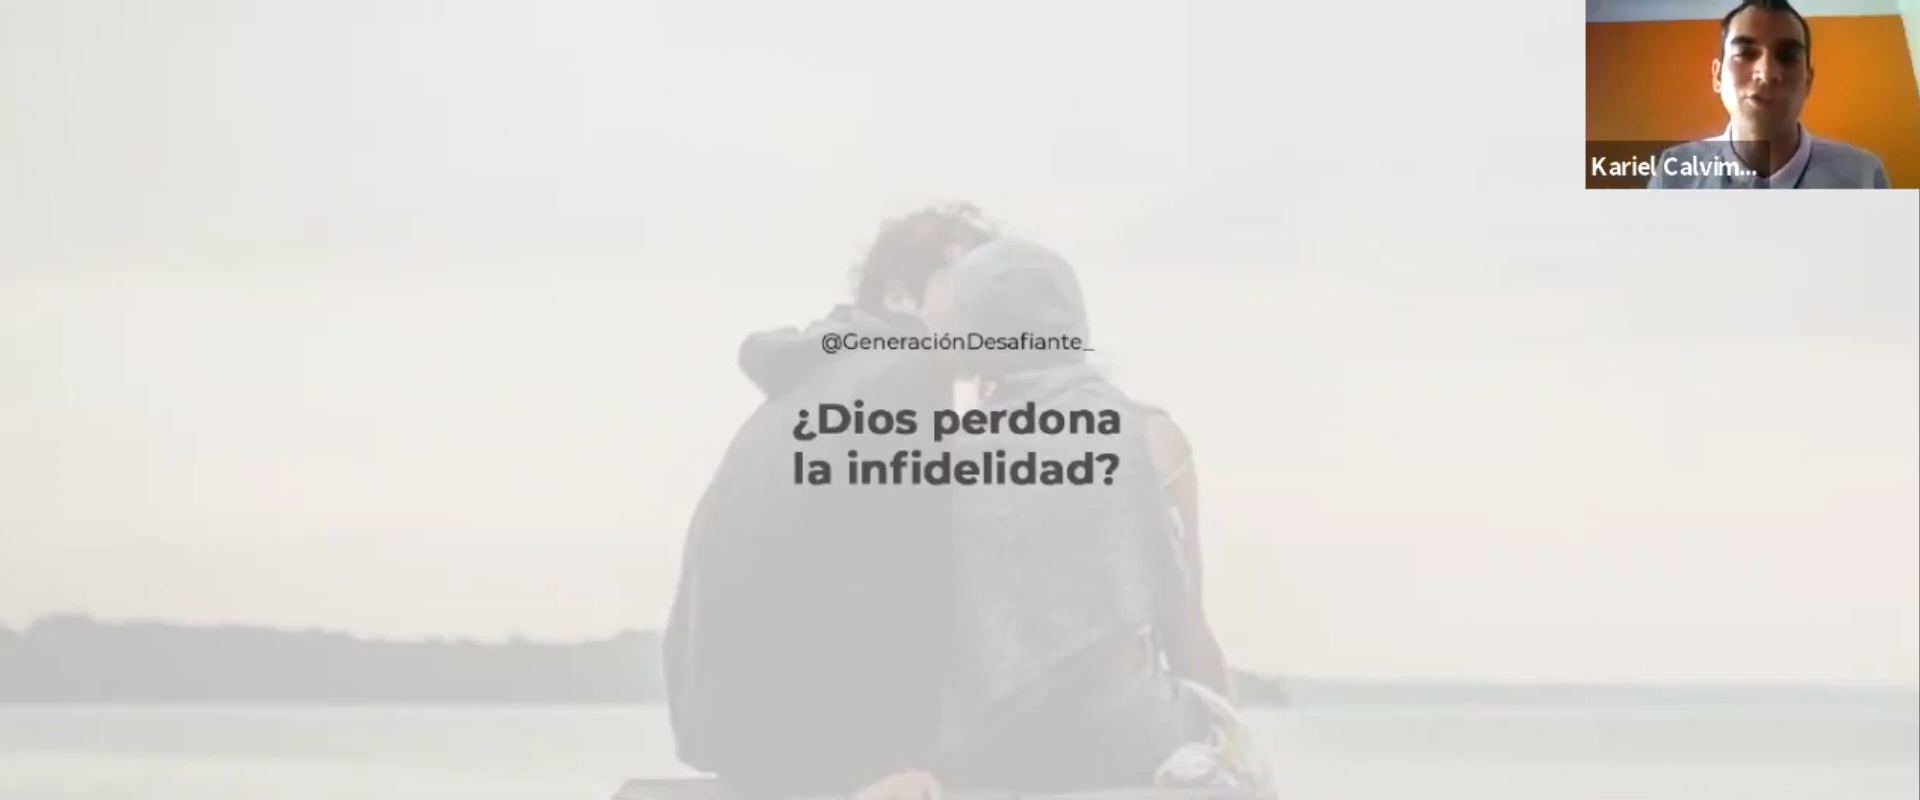 Kariel Calvim...
@GeneraciónDesafiante_
¿Dios perdona
la infidelidad?